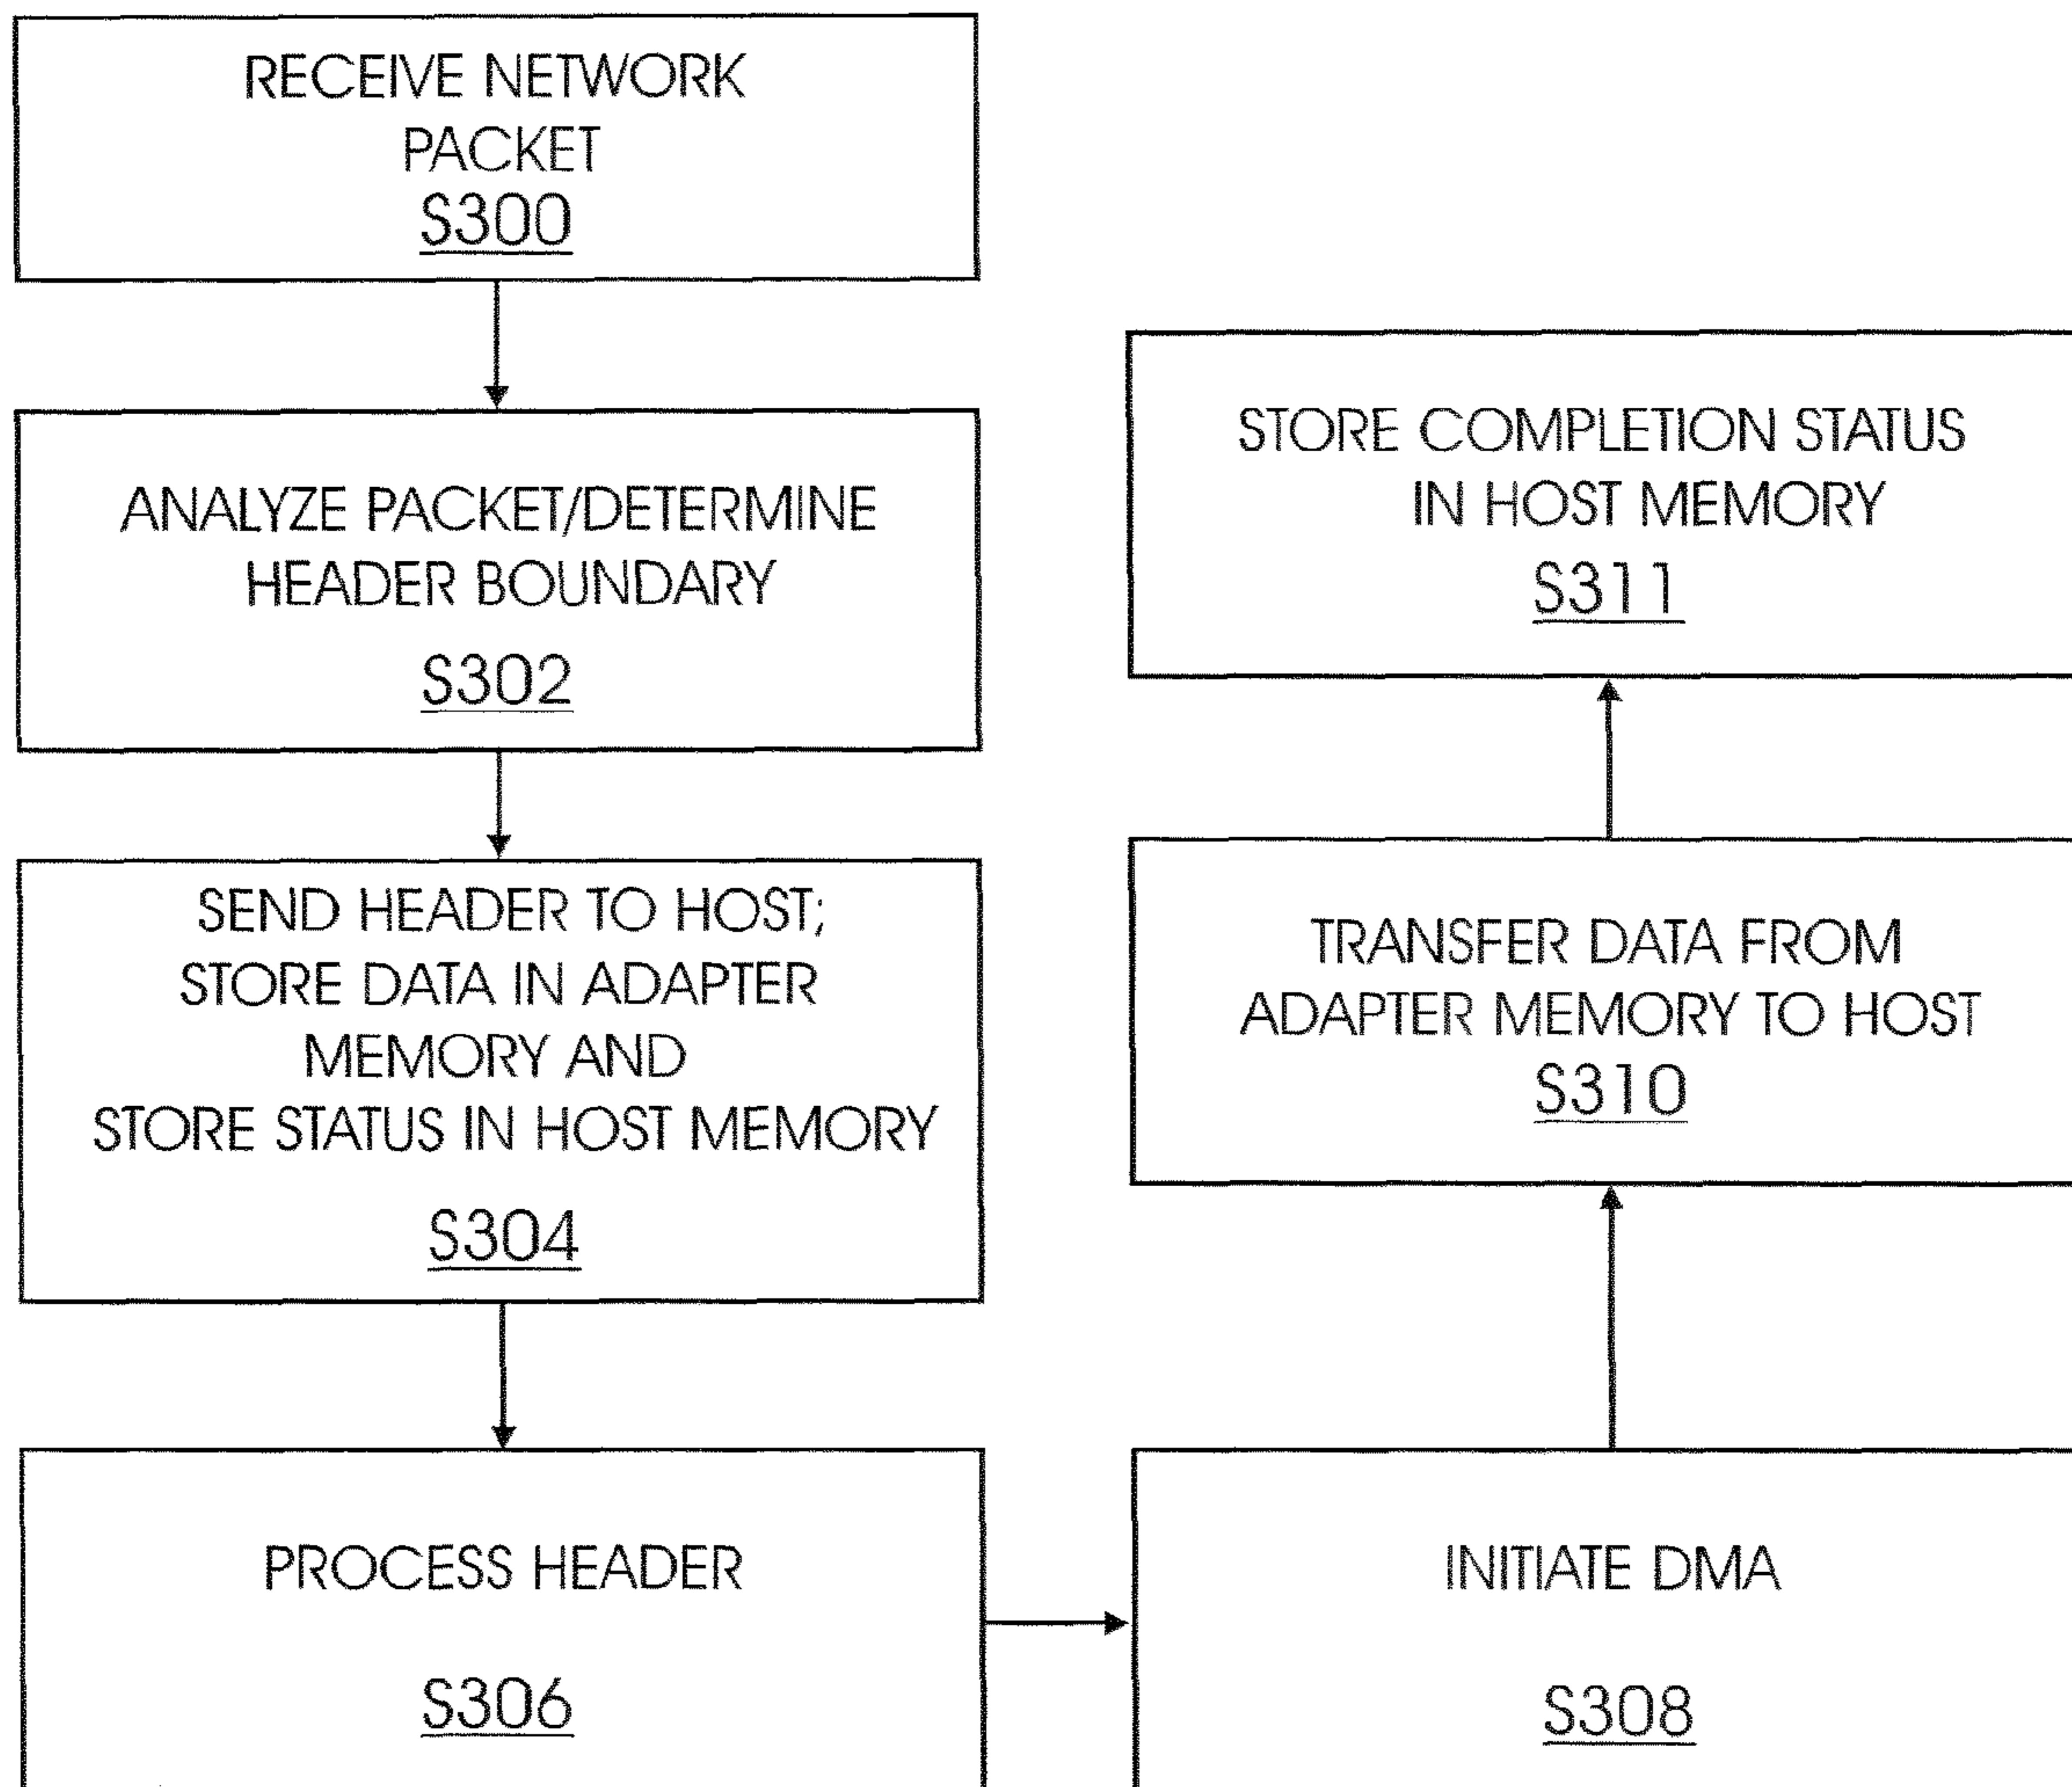 RECEIVE NETWORK
PACKET
S300
ANALYZE PACKET/DETERMINE
HEADER BOUNDARY
S302
SEND HEADER TO HOST;
STORE DATA IN ADAPTER
MEMORY AND
STORE STATUS IN HOST MEMORY
S304
PROCESS HEADER
S306
INITIATE DMA
S308
TRANSFER DATA FROM
ADAPTER MEMORY TO HOST
S310
STORE COMPLETION STATUS
IN HOST MEMORY
S311